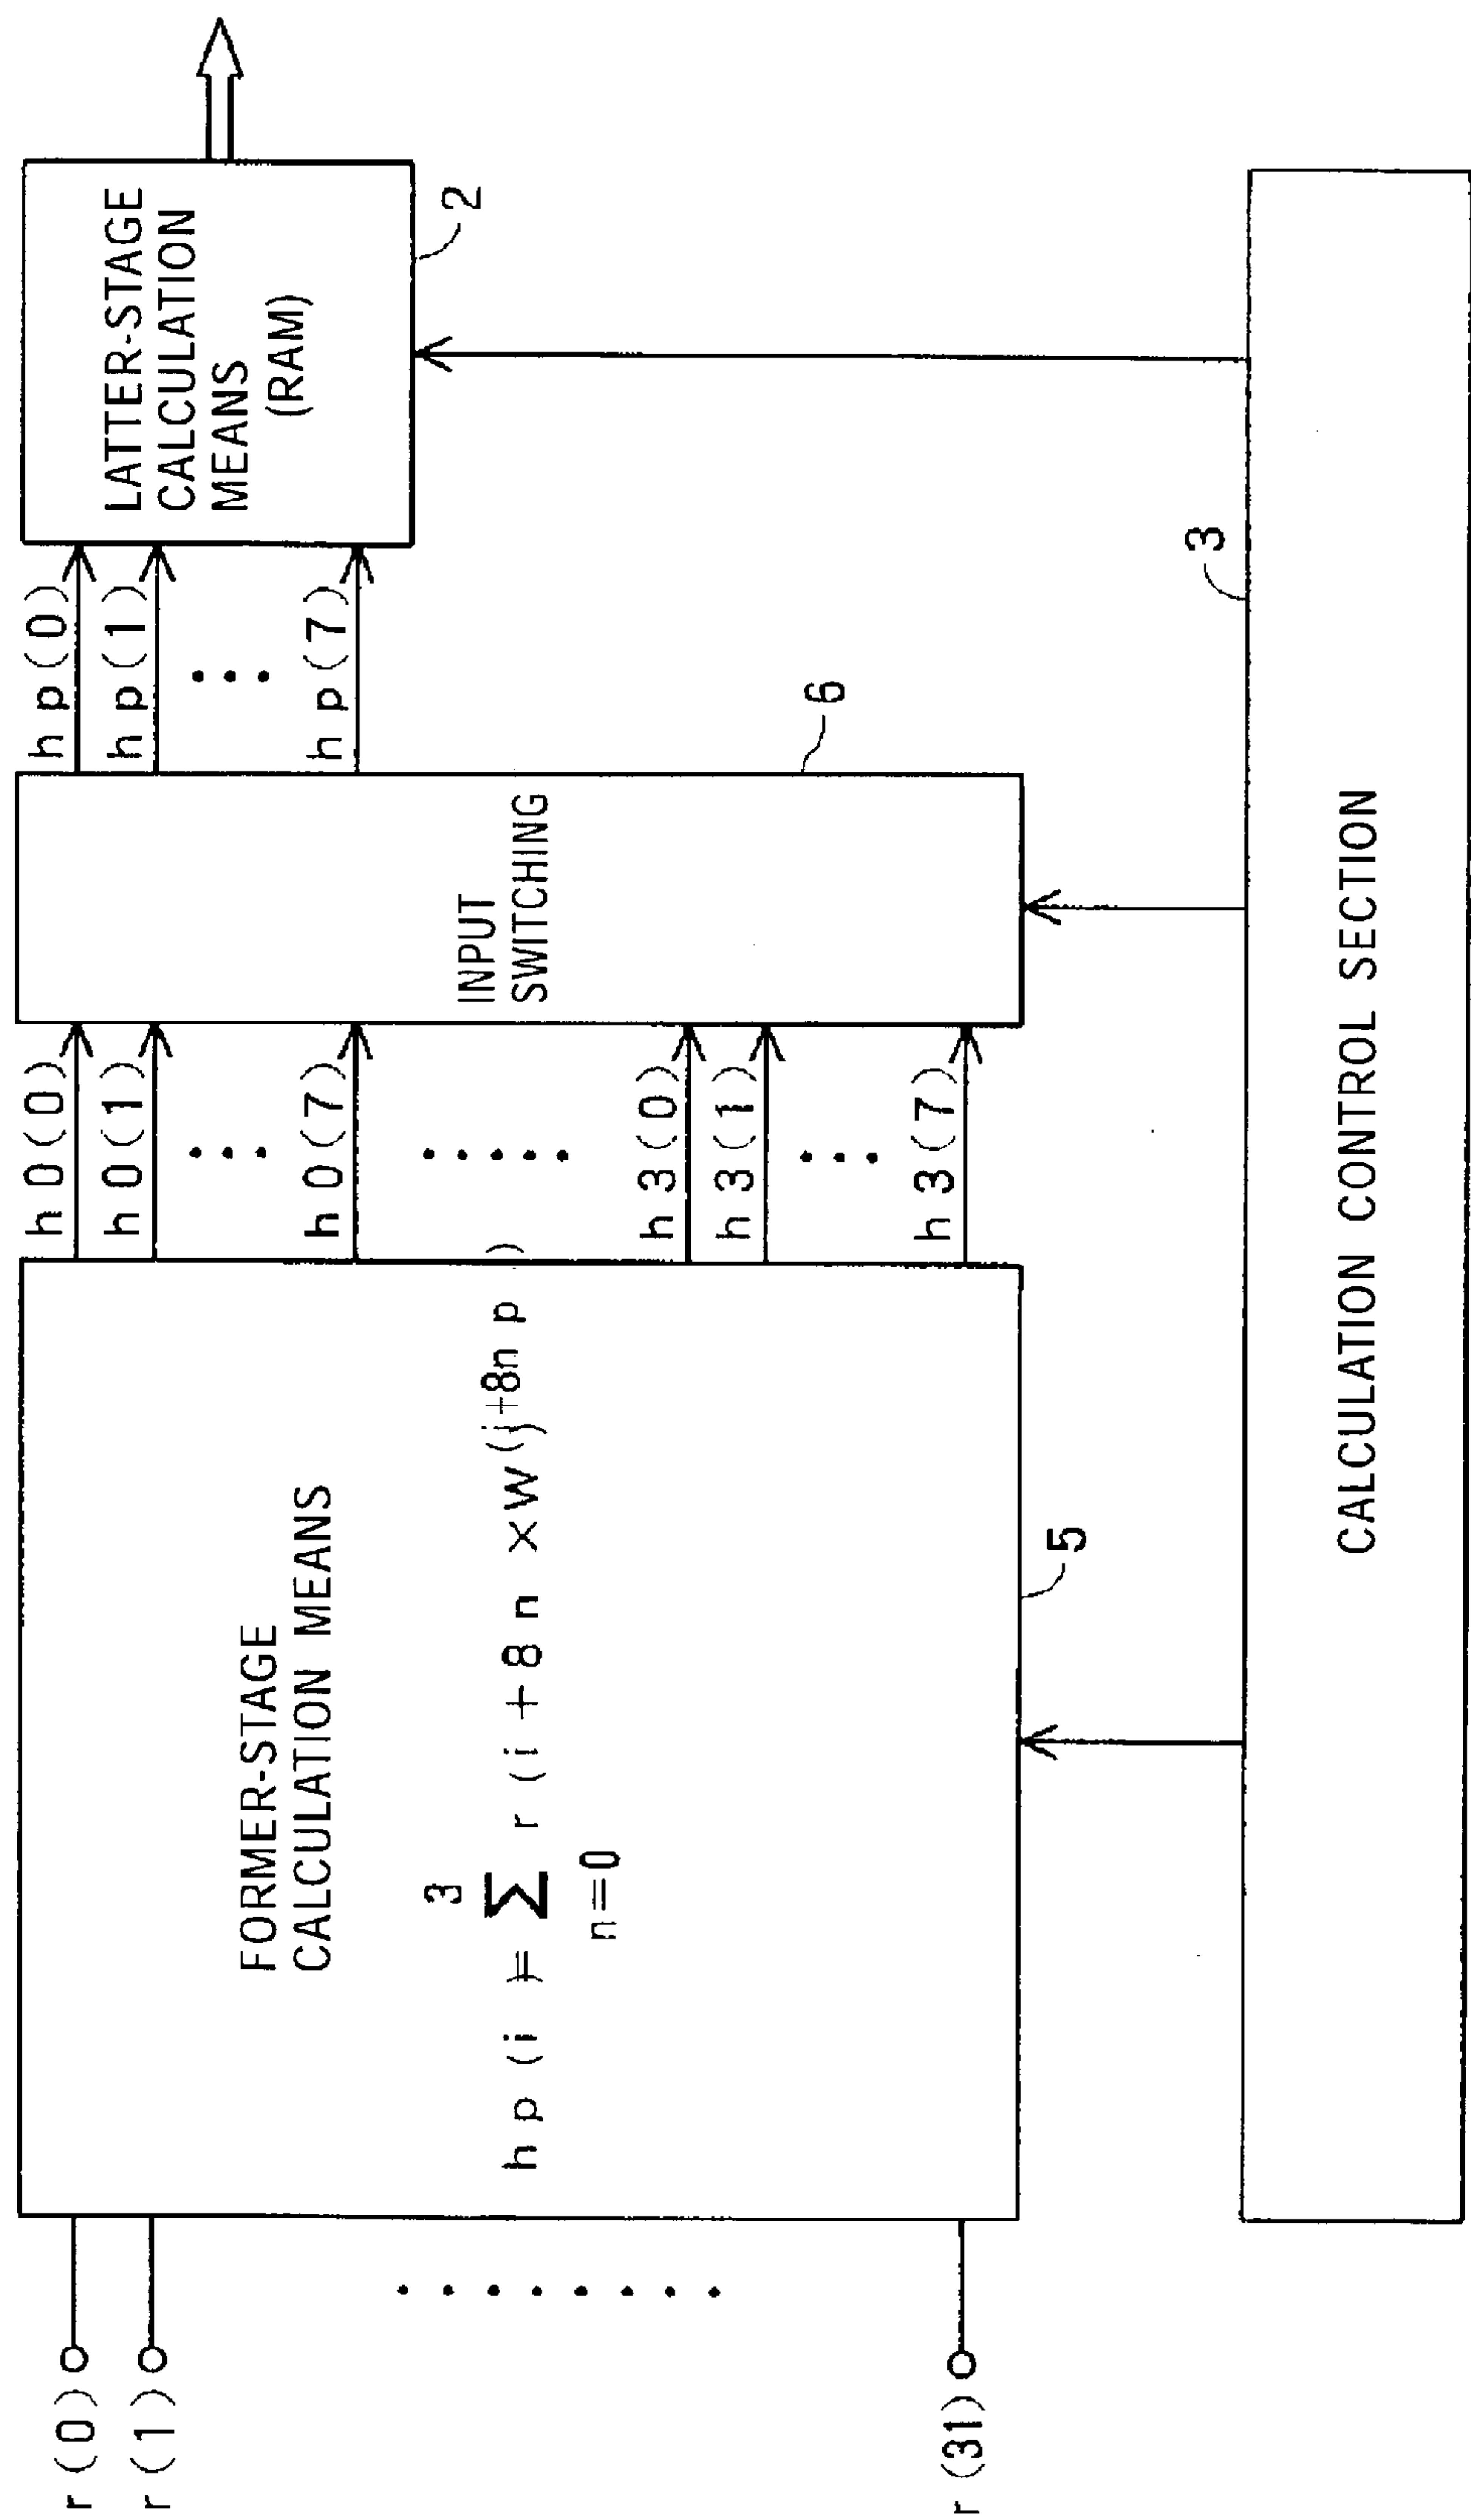 r(0)
r(1)
r(31)
FORMER-STAGE
CALCULATION MEANS
3
hp(i)= Σ r(i+8n xW(j+8n p)
n=0
5
h0(0)
h0(1)
h0(7)
h3(0)
h3(1)
h3(7)
INPUT
SWITCHING
6
hp(0)
hp(1)
hp(7)
LATTER-STAGE
CALCULATION
MEANS
(RAM)
2
3
CALCULATION CONTROL SECTION